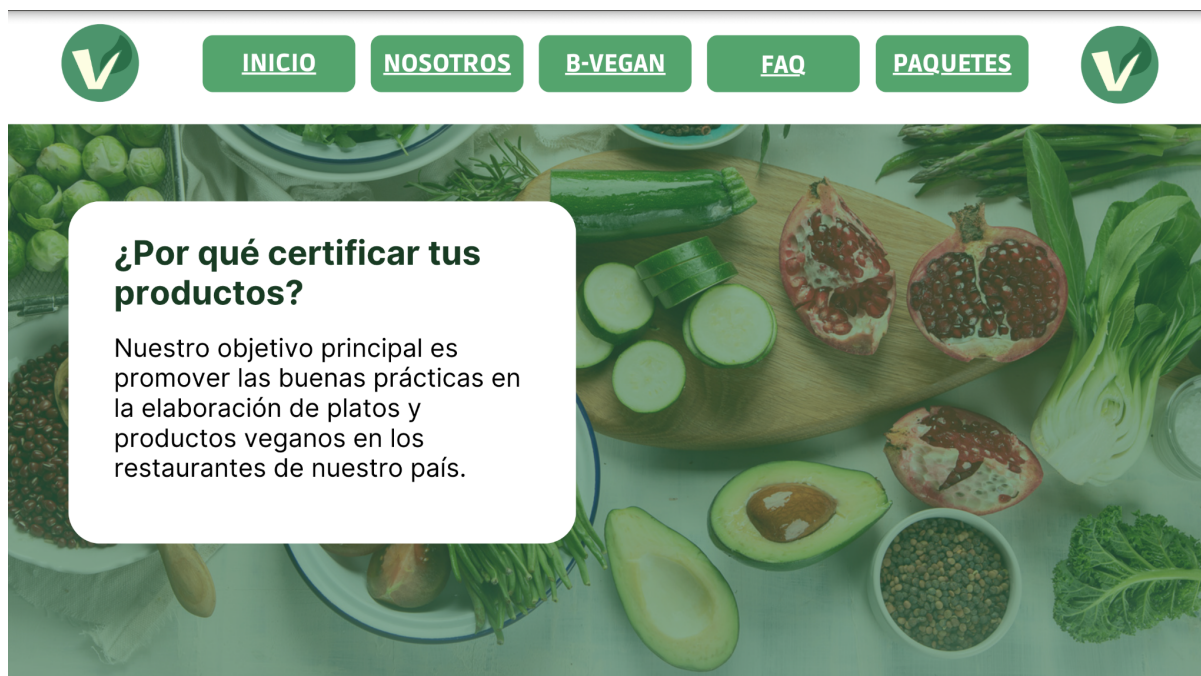 INICIO
NOSOTROS
B-VEGAN
FAQ
PAQUETES
¿Por qué certificar tus
productos?
Nuestro objetivo principal es
promover las buenas prácticas en
la elaboración de platos y
productos veganos en los
restaurantes de nuestro país.